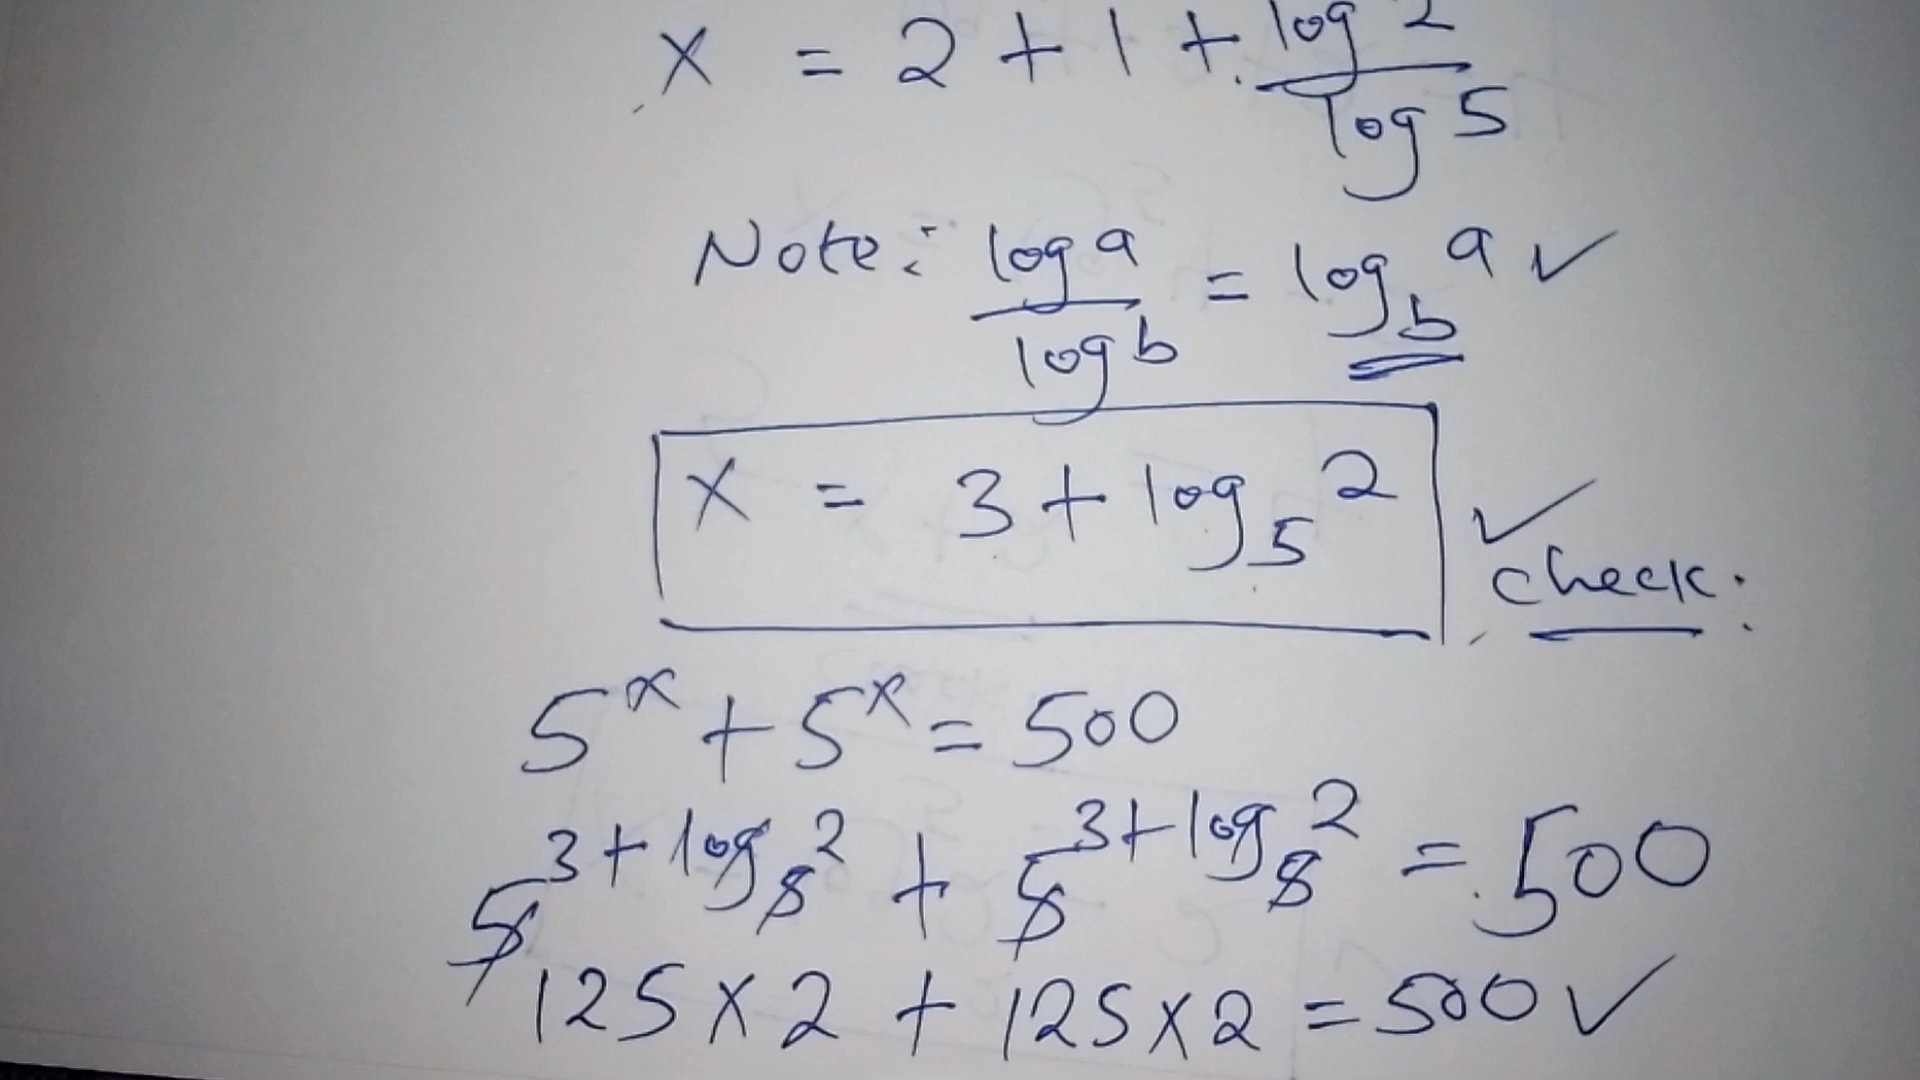 x = 2 + 1 + log 2 / log 5
Note: log a / log b = log_b a ✓
x = 3 + log_5 2 ✓
check:
5^x + 5^x = 500
5^(3 + log_5 2) + 5^(3 + log_5 2) = 500
125 × 2 + 125 × 2 = 500 ✓